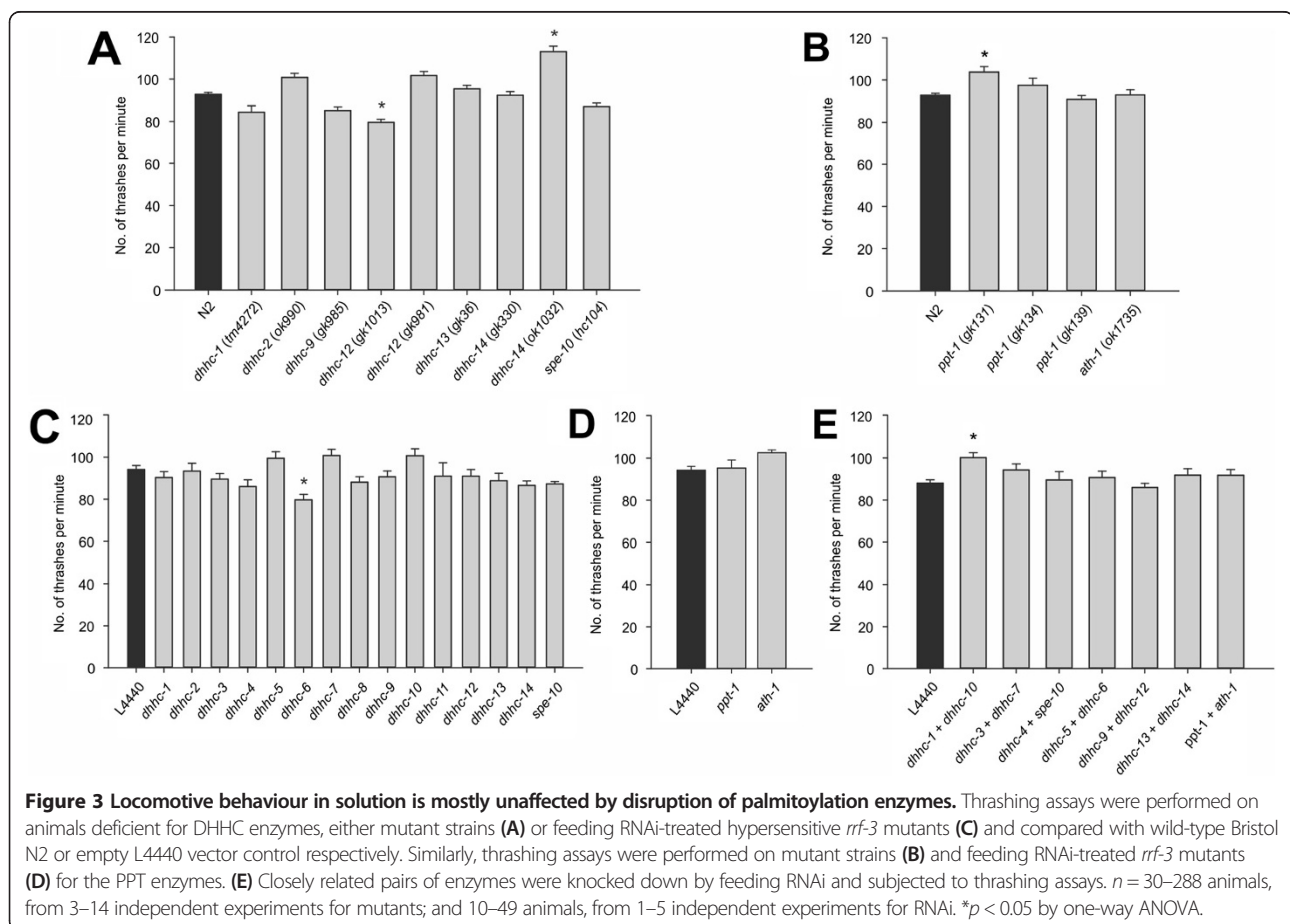 A
No. of thrashes per minute
120
100
80
60
40
20
0
*
*
N2
dhhc-1 (tm4272)
dhhc-2 (ok990)
dhhc-9 (gk985)
dhhc-12 (gk1013)
dhhc-12 (gk981)
dhhc-13 (gk36)
dhhc-14 (gk330)
dhhc-14 (ok1032)
spe-10 (hc104)
B
No. of thrashes per minute
120
100
80
60
40
20
0
*
N2
ppt-1 (gk131)
ppt-1 (gk134)
ppt-1 (gk139)
ath-1 (ok1735)
C
No. of thrashes per minute
120
100
80
60
40
20
0
*
L4440
dhhc-1
dhhc-2
dhhc-3
dhhc-4
dhhc-5
dhhc-6
dhhc-7
dhhc-8
dhhc-9
dhhc-10
dhhc-11
dhhc-12
dhhc-13
dhhc-14
spe-10
D
No. of thrashes per minute
120
100
80
60
40
20
0
L4440
ppt-1
ath-1
E
No. of thrashes per minute
120
100
80
60
40
20
0
*
L4440
dhhc-1 + dhhc-10
dhhc-3 + dhhc-7
dhhc-4 + spe-10
dhhc-5 + dhhc-6
dhhc-9 + dhhc-12
dhhc-13 + dhhc-14
ppt-1 + ath-1
Figure 3 Locomotive behaviour in solution is mostly unaffected by disruption of palmitoylation enzymes. Thrashing assays were performed on
animals deficient for DHHC enzymes, either mutant strains (A) or feeding RNAi-treated hypersensitive rrf-3 mutants (C) and compared with wild-type Bristol
N2 or empty L4440 vector control respectively. Similarly, thrashing assays were performed on mutant strains (B) and feeding RNAi-treated rrf-3 mutants
(D) for the PPT enzymes. (E) Closely related pairs of enzymes were knocked down by feeding RNAi and subjected to thrashing assays. n = 30–288 animals,
from 3–14 independent experiments for mutants; and 10–49 animals, from 1–5 independent experiments for RNAi. *p < 0.05 by one-way ANOVA.